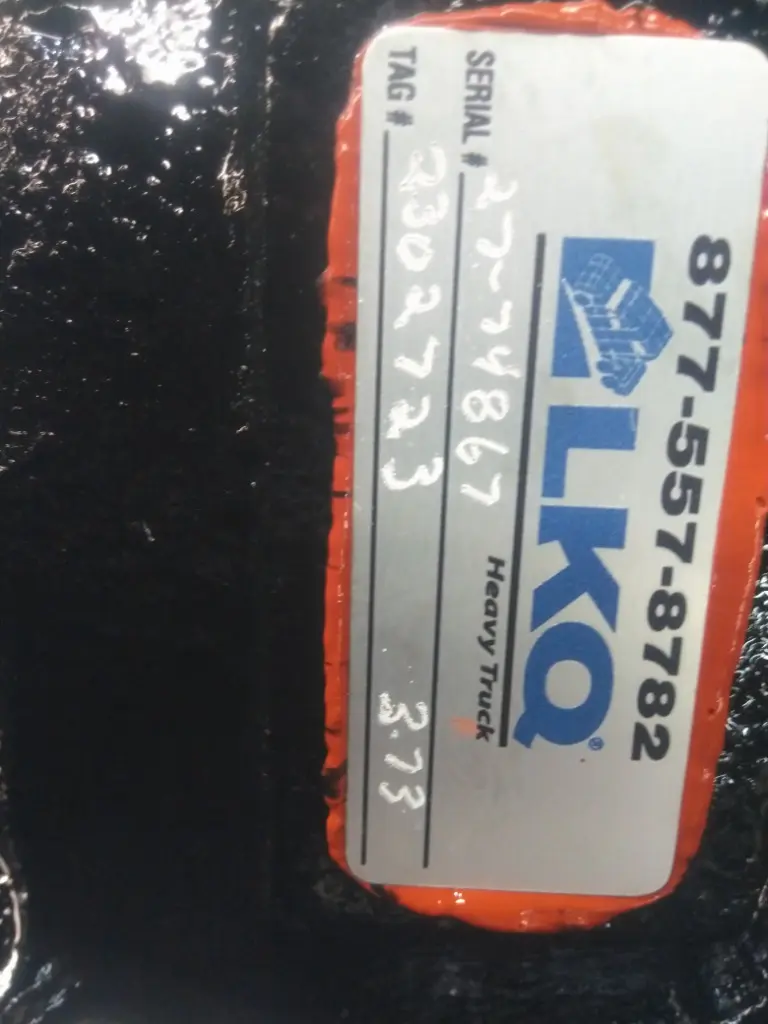 877-557-8782
LKQ®
Heavy Truck
SERIAL # 27-74867
TAG # 2302723 3.73